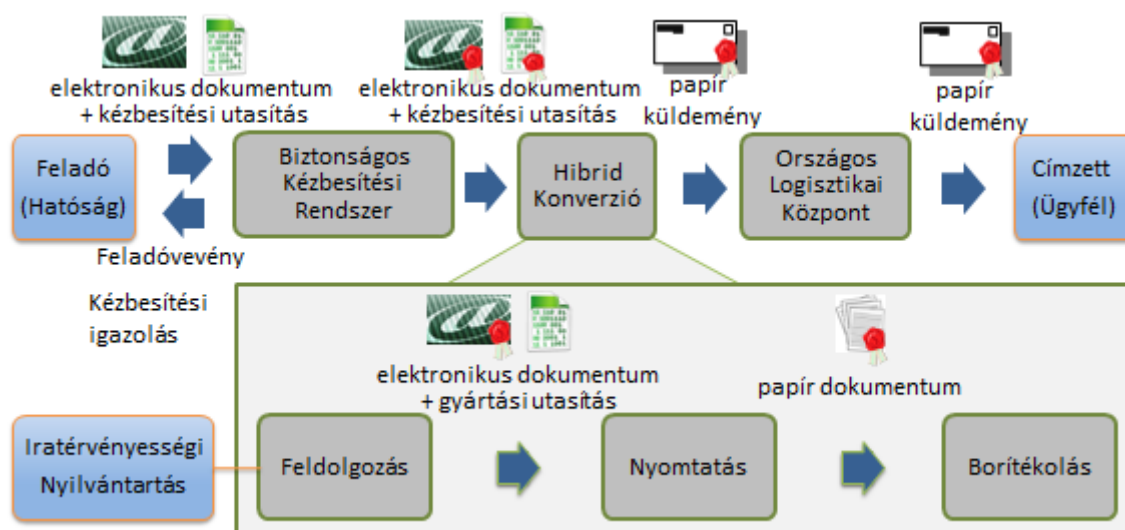 elektronikus dokumentum
+ kézbesítési utasítás
elektronikus dokumentum
+ kézbesítési utasítás
papír
küldemény
papír
küldemény
Feladó
(Hatóság)
Biztonságos
Kézbesítési
Rendszer
Hibrid
Konverzió
Országos
Logisztikai
Központ
Címzett
(Ügyfél)
Feladóvevény
Kézbesítési
igazolás
elektronikus dokumentum
+ gyártási utasítás
papír dokumentum
Iratérvényességi
Nyilvántartás
Feldolgozás
Nyomtatás
Borítékolás